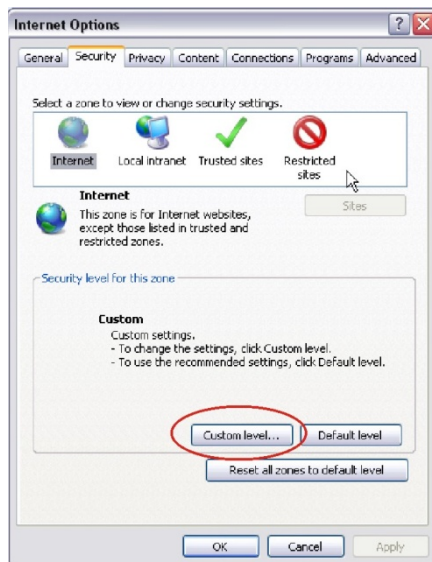 Internet Options
General Security Privacy Content Connections Programs Advanced
Select a zone to view or change security settings.
Internet Local intranet Trusted sites Restricted
sites
Internet
Sites
This zone is for Internet websites,
except those listed in trusted and
restricted zones.
Security level for this zone
Custom
Custom settings.
- To change the settings, click Custom level.
- To use the recommended settings, click Default level.
Custom level... Default level
Reset all zones to default level
OK Cancel Apply